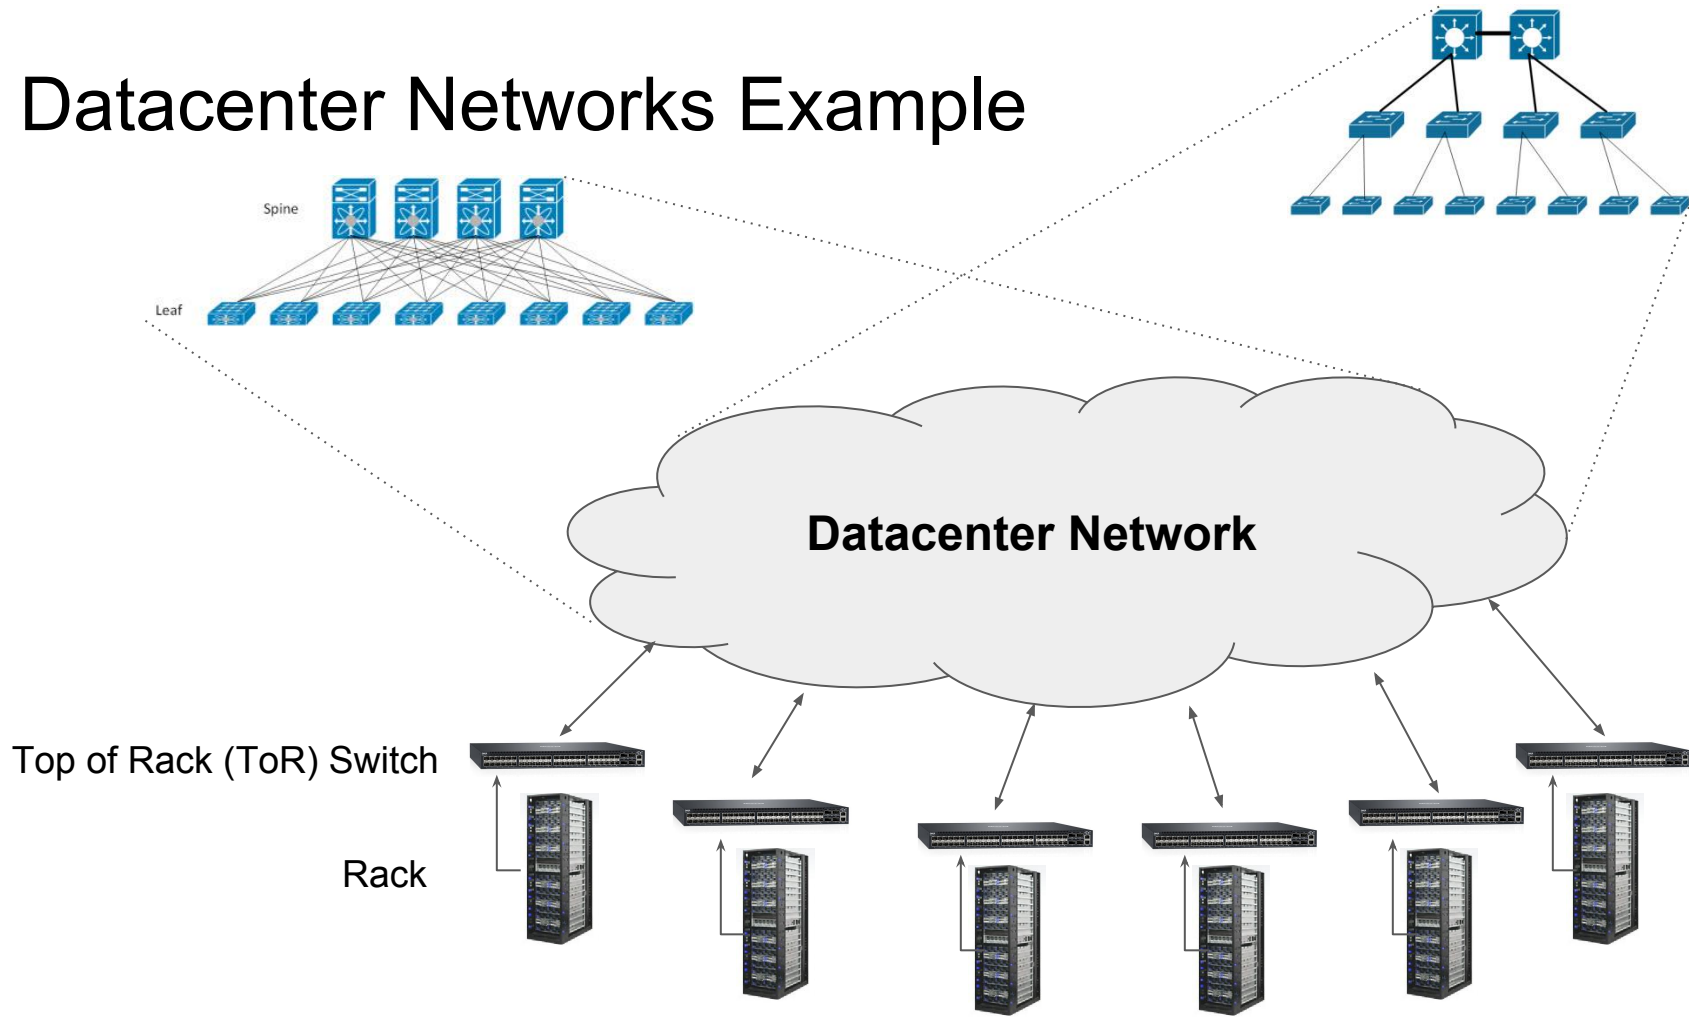 Datacenter Networks Example
Spine
Leaf
Datacenter Network
Top of Rack (ToR) Switch
Rack